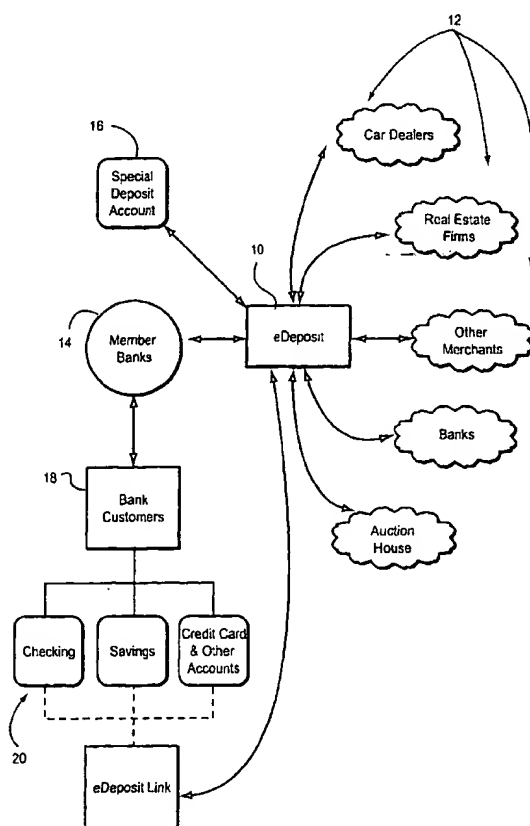 12
Car Dealers
16
Special
Deposit
Account
Real Estate
Firms
10
eDeposit
14
Member
Banks
Other
Merchants
18
Bank
Customers
Banks
Auction
House
Checking
Savings
Credit Card
& Other
Accounts
20
eDeposit Link